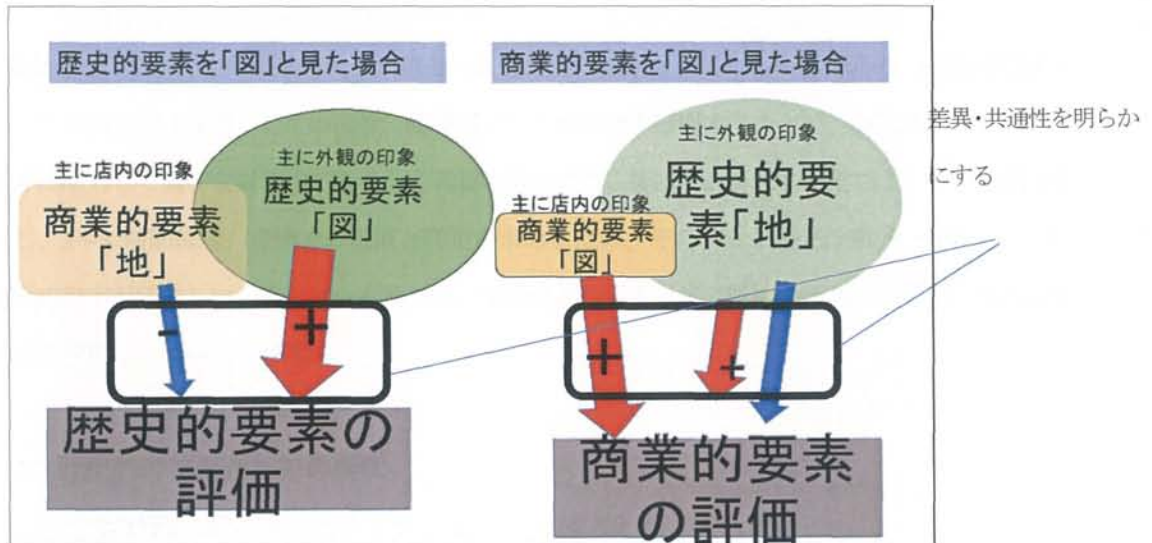 歴史的要素を「図」と見た場合
主に店内の印象
商業的要素
「地」
主に外観の印象
歴史的要素
「図」
-
+
歴史的要素の
評価
商業的要素を「図」と見た場合
主に店内の印象
商業的要素
「図」
主に外観の印象
歴史的要
素「地」
+
+
商業的要素
の評価
差異・共通性を明らか
にする